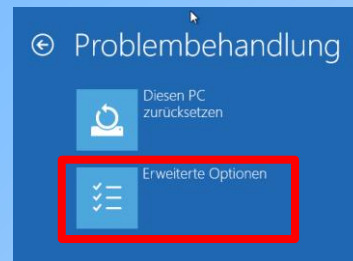 Problembehandlung
Diesen PC
zurücksetzen
Erweiterte Optionen